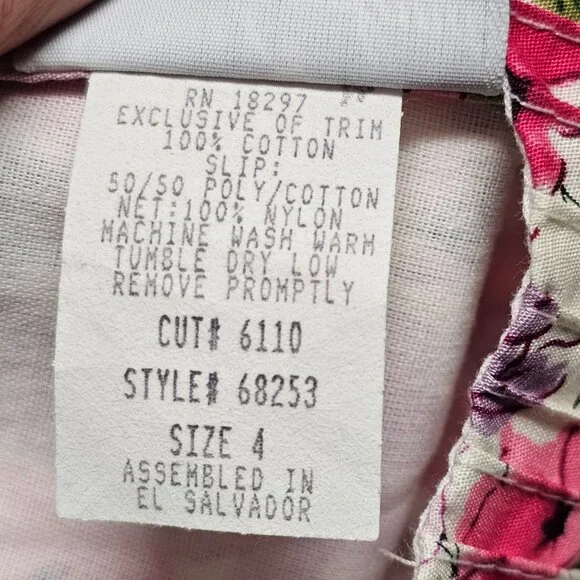 RN 18297
EXCLUSIVE OF TRIM
100% COTTON
SLIP:
50/50 POLY/COTTON
NET:100% NYLON
MACHINE WASH WARM
TUMBLE DRY LOW
REMOVE PROMPTLY
CUT# 6110
STYLE# 68253
SIZE 4
ASSEMBLED IN
EL SALVADOR